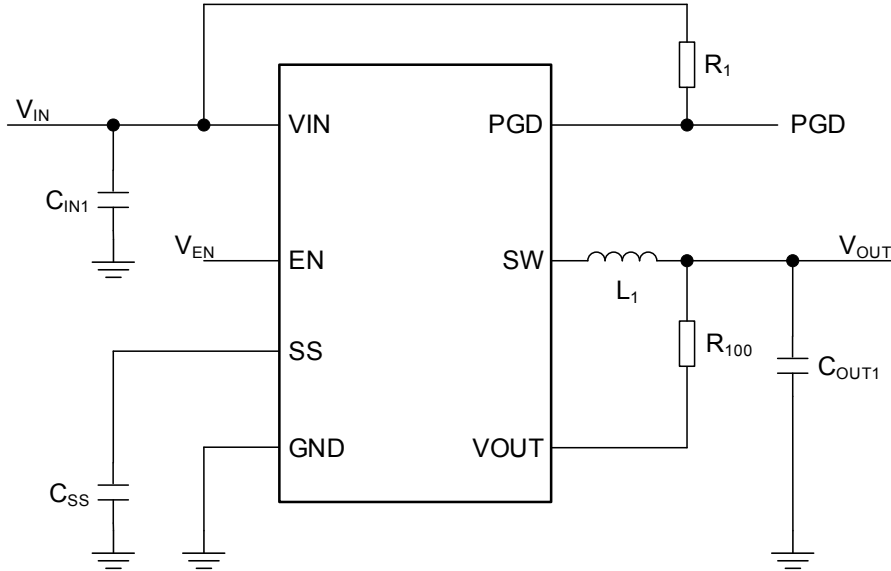 R1
VIN
VIN
PGD
PGD
CIN1
VEN
EN
SW
VOUT
L1
SS
R100
COUT1
GND
VOUT
CSS